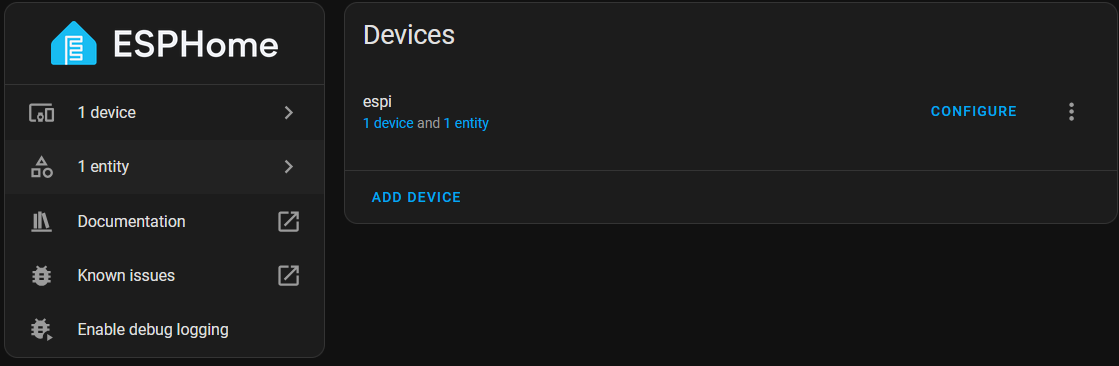 ESPHome
1 device
1 entity
Documentation
Known issues
Enable debug logging
Devices
espi
1 device and 1 entity
CONFIGURE
ADD DEVICE